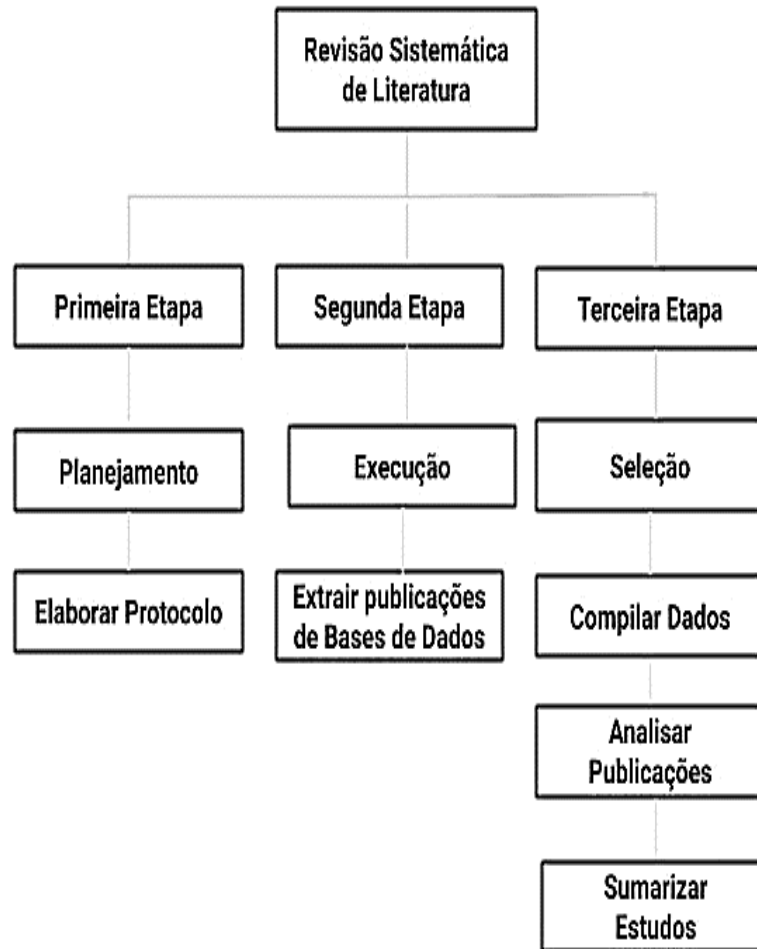 Revisão Sistemática
de Literatura
Primeira Etapa
Segunda Etapa
Terceira Etapa
Planejamento
Execução
Seleção
Elaborar Protocolo
Extrair publicações
de Bases de Dados
Compilar Dados
Analisar
Publicações
Sumarizar
Estudos